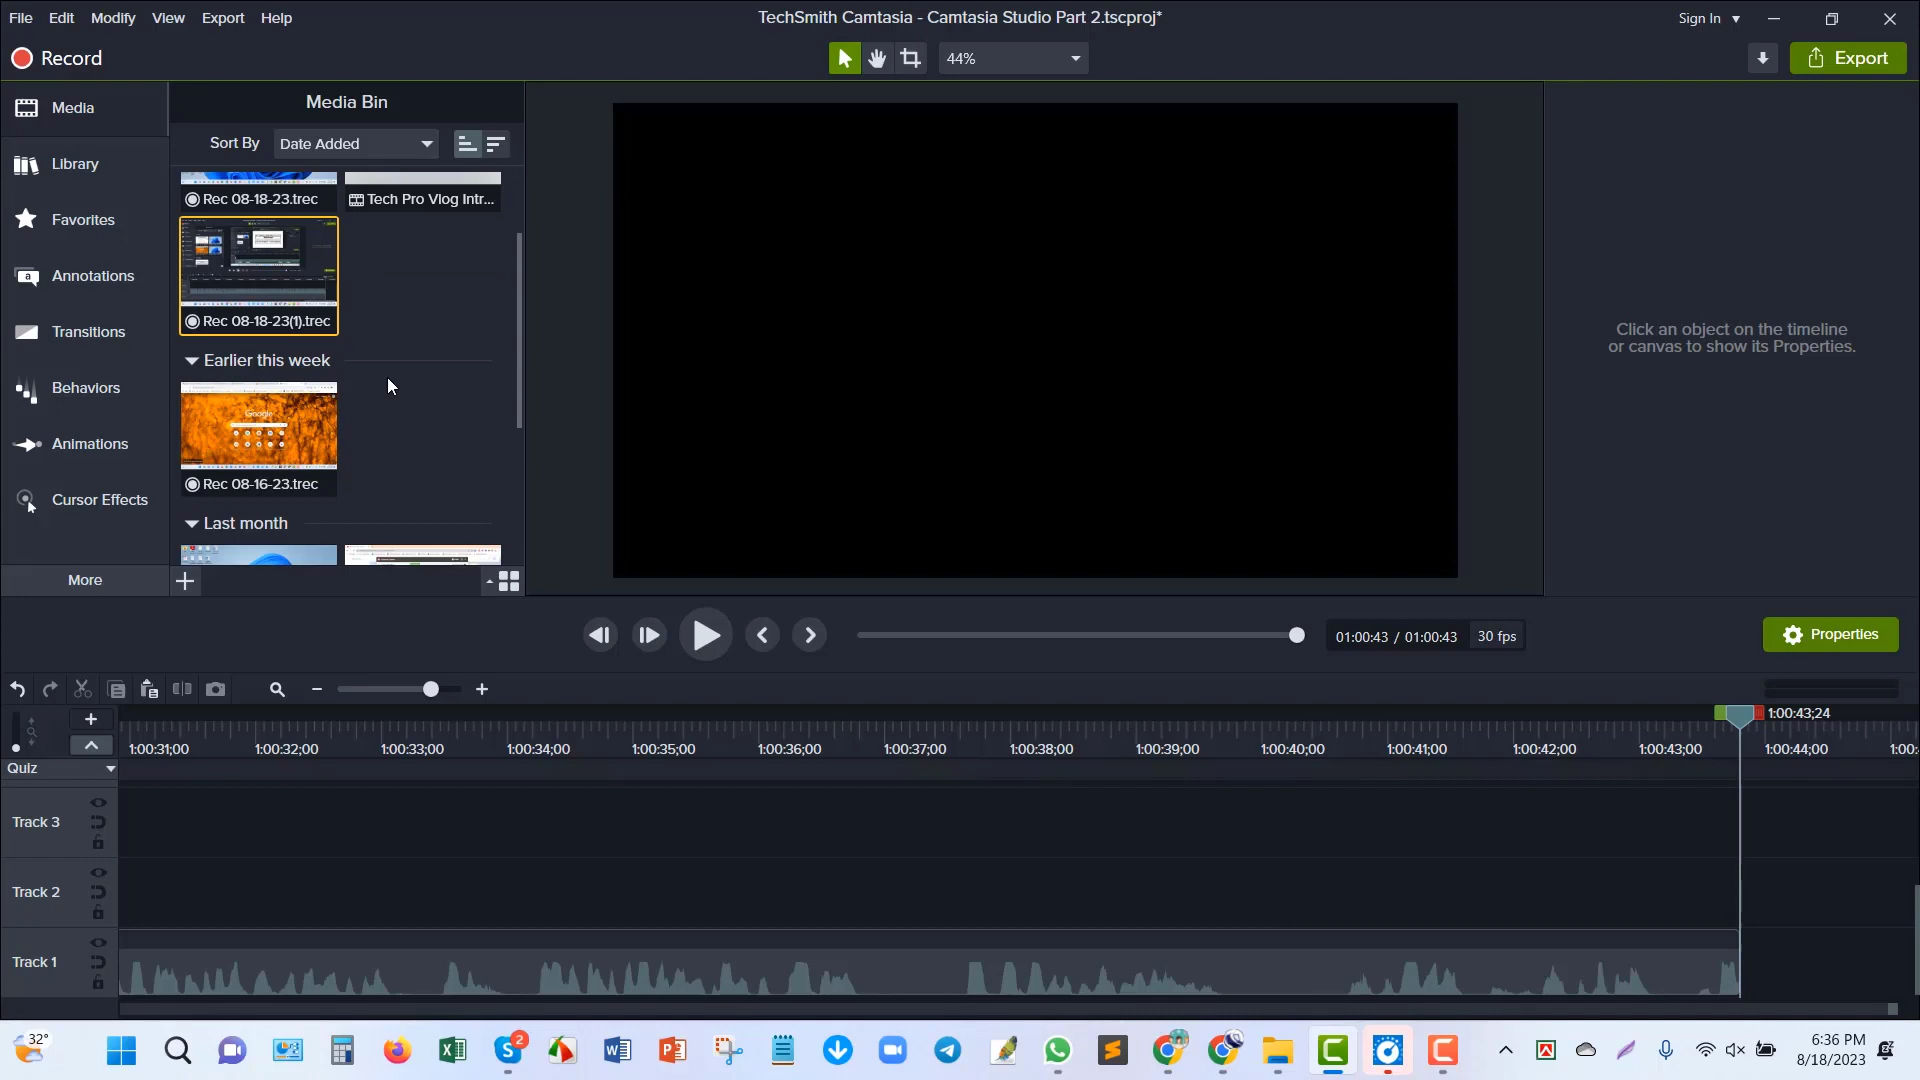 File Edit Modify View Export Help
TechSmith Camtasia - Camtasia Studio Part 2.tscproj*
Sign In
Record
44%
Export
Media
Library
Favorites
Annotations
Transitions
Behaviors
Animations
Cursor Effects
More
Media Bin
Sort By Date Added
Rec 08-18-23.trec
Tech Pro Vlog Intr...
Rec 08-18-23(1).trec
Earlier this week
Google
Rec 08-16-23.trec
Last month
Click an object on the timeline
or canvas to show its Properties.
01:00:43 / 01:00:43 30 fps
Properties
1:00:43;24
1:00:31;00 1:00:32;00 1:00:33;00 1:00:34;00 1:00:35;00 1:00:36;00 1:00:37;00 1:00:38;00 1:00:39;00 1:00:40;00 1:00:41;00 1:00:42;00 1:00:43;00 1:00:44;00 1:00:
Quiz
Track 3
Track 2
Track 1
32°
2
6:36 PM
8/18/2023